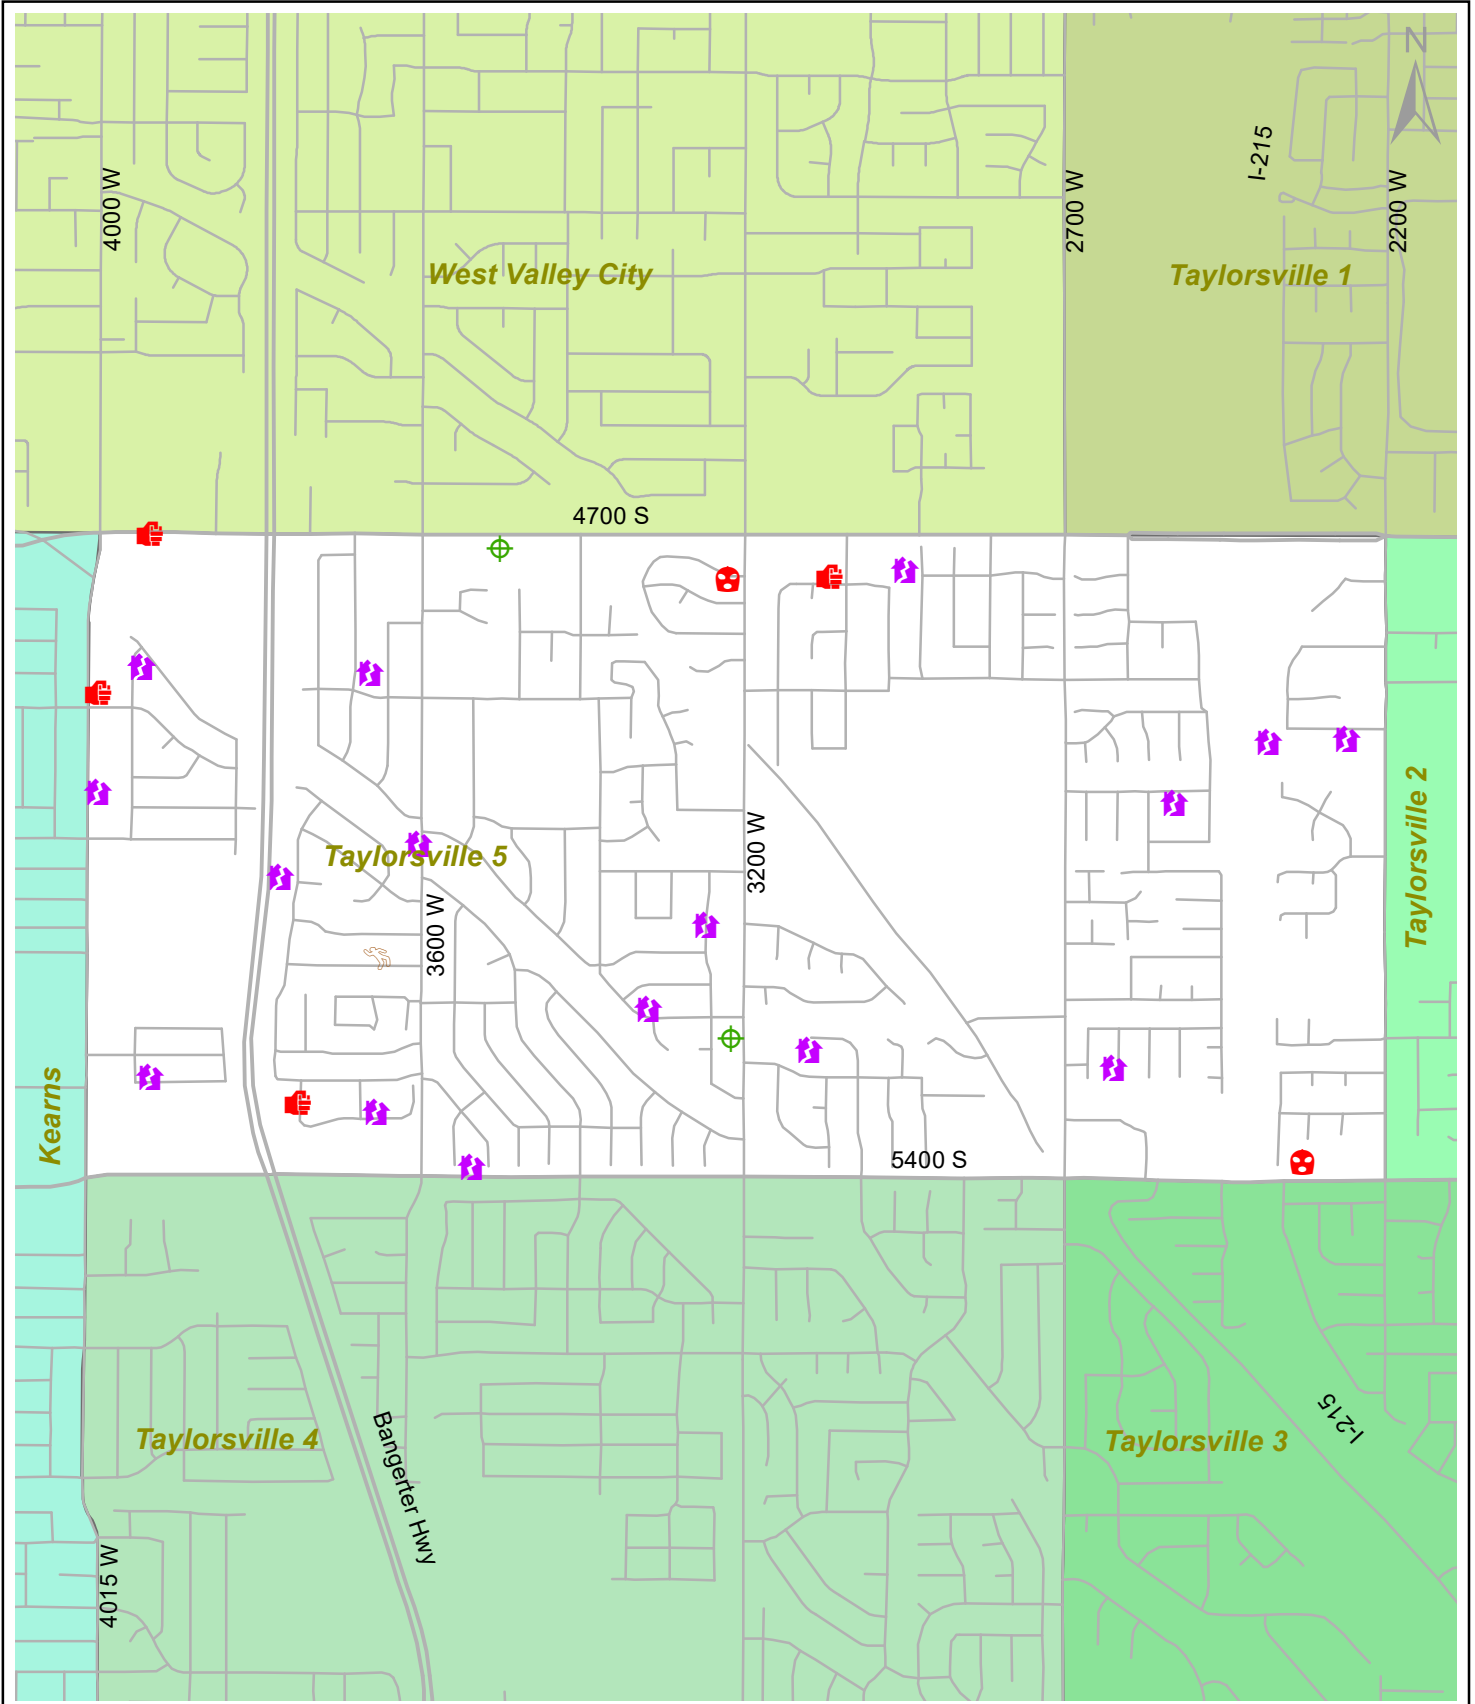 N
I-215
4000 W
2700 W
2200 W
West Valley City
Taylorsville 1
4700 S
Taylorsville 2
3200 W
Taylorsville 5
3600 W
Kearns
5400 S
Taylorsville 4
Bangerter Hwy
Taylorsville 3
I-215
4015 W